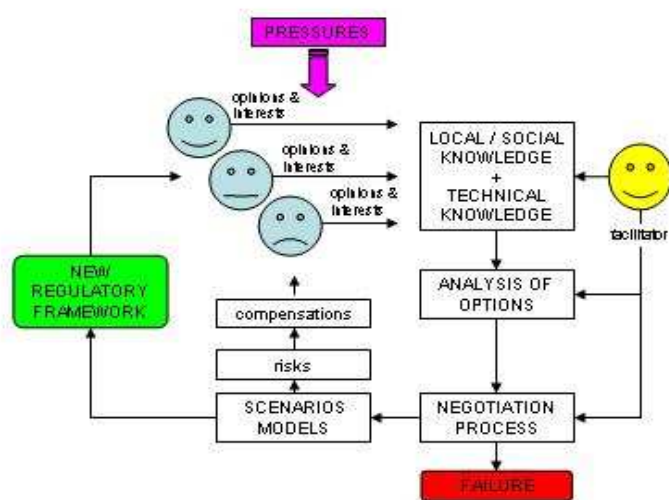 PRESSURES
opinions &
interests
opinions &
interests
opinions &
interests
LOCAL / SOCIAL
KNOWLEDGE
+
TECHNICAL
KNOWLEDGE
facilitator
NEW
REGULATORY
FRAMEWORK
compensations
ANALYSIS OF
OPTIONS
risks
SCENARIOS
MODELS
NEGOTIATION
PROCESS
FAILURE